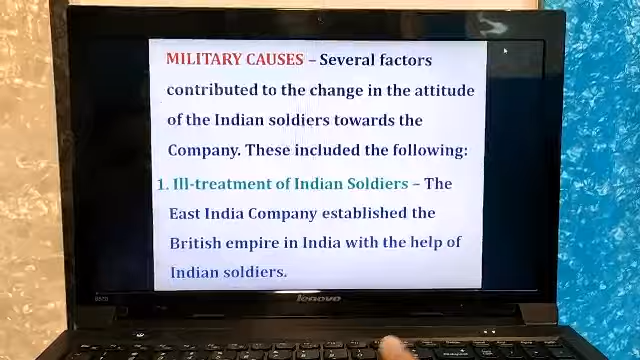 MILITARY CAUSES – Several factors
contributed to the change in the attitude
of the Indian soldiers towards the
Company. These included the following:
1. Ill-treatment of Indian Soldiers – The
East India Company established the
British empire in India with the help of
Indian soldiers.
lenovo